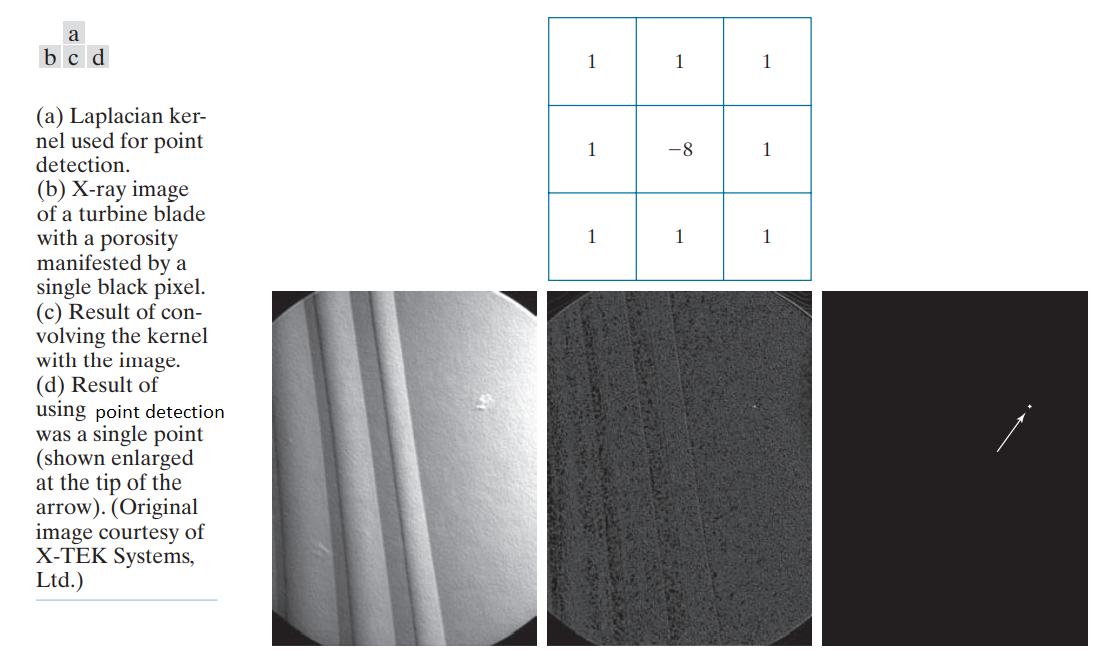 a
b c d
(a) Laplacian ker-
nel used for point
detection.
(b) X-ray image
of a turbine blade
with a porosity
manifested by a
single black pixel.
(c) Result of con-
volving the kernel
with the image.
(d) Result of
using point detection
was a single point
(shown enlarged
at the tip of the
arrow). (Original
image courtesy of
X-TEK Systems,
Ltd.)
1 1 1
1 −8 1
1 1 1